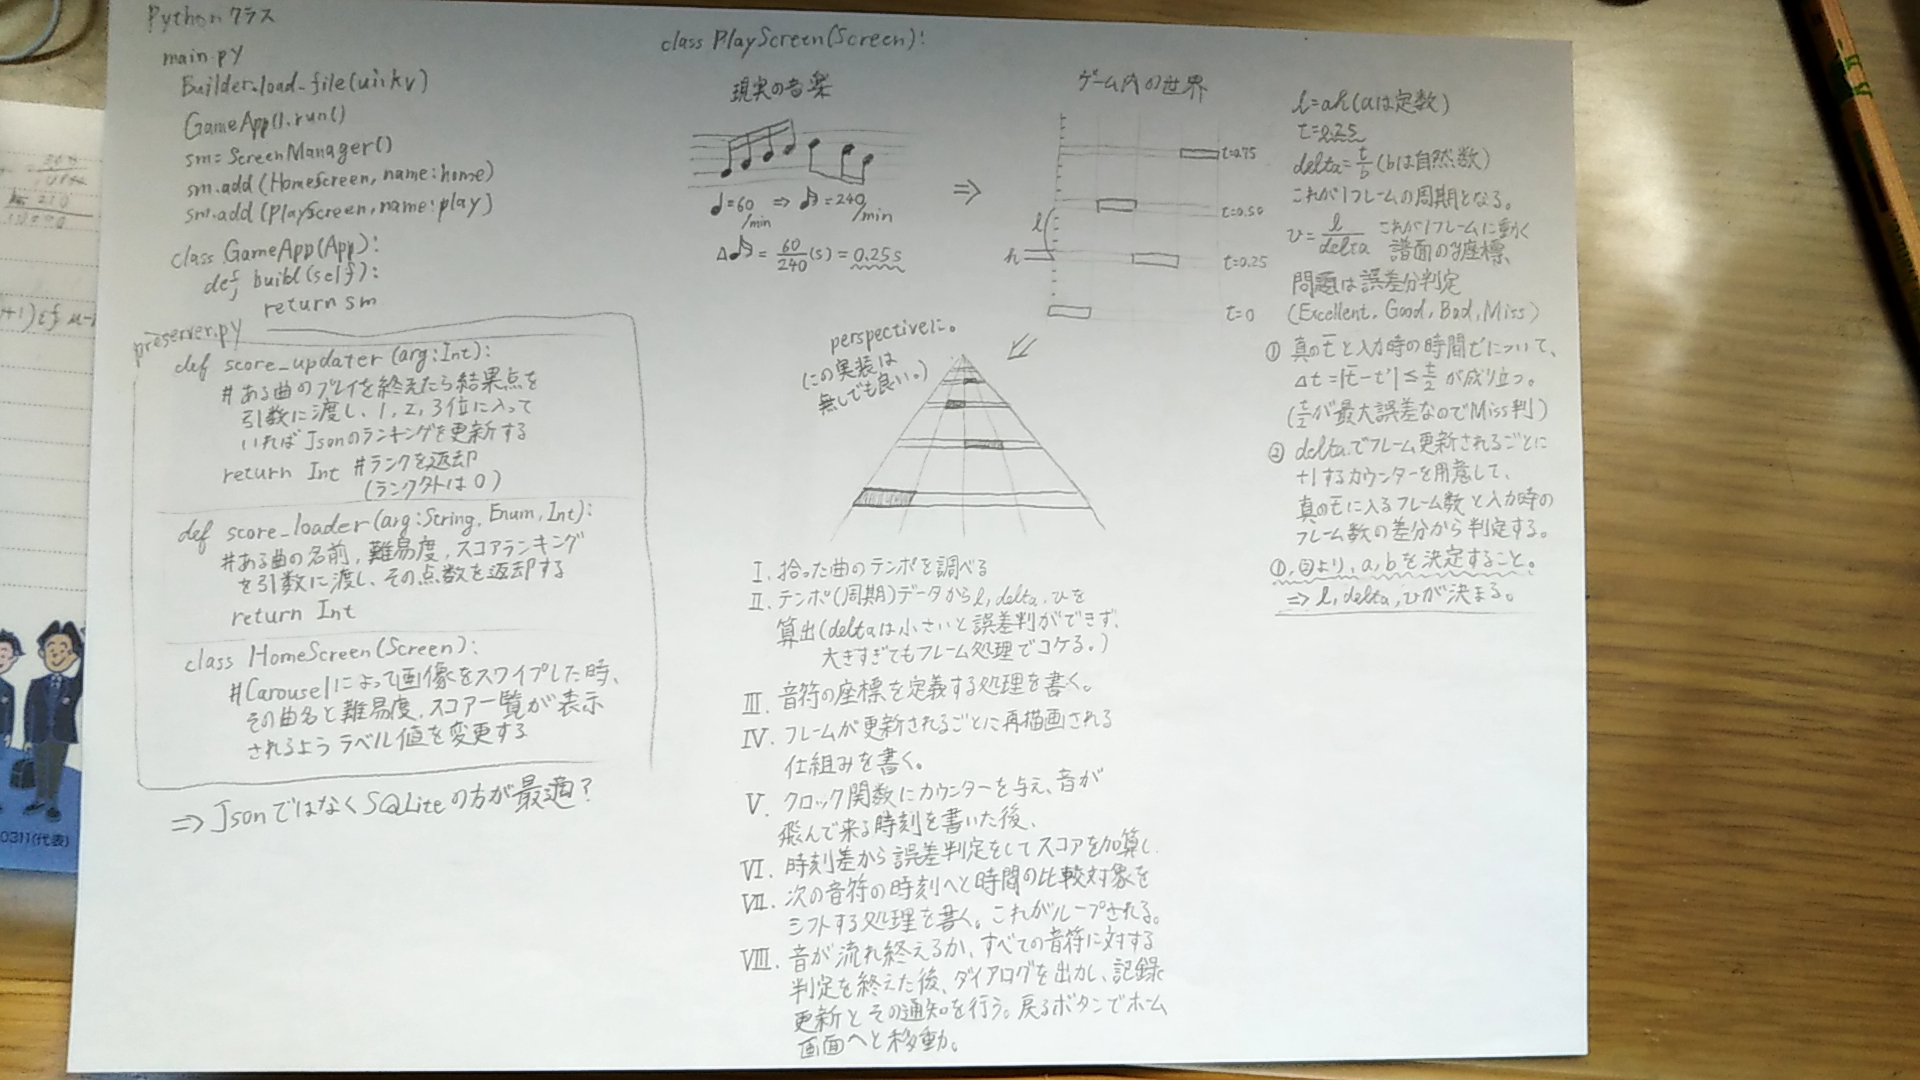 Pythonクラス
main.py
Builder.load_file(ui.kv)
GameApp().run()
sm=ScreenManager()
sm.add(HomeScreen, name:home)
sm.add(PlayScreen, name:play)
class GameApp(App):
def build(self):
return sm
preserver.py
def score_updater(arg:Int):
#ある曲のプレイを終えたら結果点を
引数に渡し、1, 2, 3位に入って
いればJsonのランキングを更新する
return Int #ランクを返却
(ランク外は0)
def score_loader(arg:String, Enum, Int):
#ある曲の名前, 難易度, スコアランキング
を引数に渡し、その点数を返却する
return Int
class HomeScreen(Screen):
#Carouselによって画像をスワイプした時、
その曲名と難易度, スコア一覧が表示
されるようラベル値を変更する
⇒ JsonではなくSQLiteの方が最適?
class PlayScreen(Screen):
現実の音楽
♩=60/min ⇒ ♬=240/min
Δ♬ = 60/240 (s) = 0.25s
⇒
ゲーム内の世界
t=0.75
t=0.50
t=0.25
t=0
l
h
perspectiveに。
(この実装は
無しでも良い。)
I. 拾った曲のテンポを調べる
II. テンポ(周期)データからl, delta, vを
算出(deltaは小さいと誤差判ができず、
大きすぎてもフレーム処理でコケる。)
III. 音符の座標を定義する処理を書く。
IV. フレームが更新されるごとに再描画される
仕組みを書く。
V. クロック関数にカウンターを与え、音が
飛んで来る時刻を書いた後、
VI. 時刻差から誤差判定をしてスコアを加算し、
VII. 次の音符の時刻へと時間の比較対象を
シフトする処理を書く。これがループされる。
VIII. 音が流れ終えるか、すべての音符に対する
判定を終えた後、ダイアログを出力し、記録
更新とその通知を行う。戻るボタンでホーム
画面へと移動。
l=ah(aは定数)
t=0.25
delta=t/b (bは自然数)
これが1フレームの周期となる。
v=l/delta これが1フレームに動く
譜面のy座標、
問題は誤差分判定
(Excellent, Good, Bad, Miss)
① 真のtと入力時の時間t'について、
Δt=|t-t'|≦t/2 が成り立つ。
(t/2が最大誤差なのでMiss判)
② deltaでフレーム更新されるごとに
+1するカウンターを用意して、
真のtに入るフレーム数と入力時の
フレーム数の差分から判定する。
①, ②より、a, bを決定すること。
⇒ l, delta, vが決まる。
0311(代表)